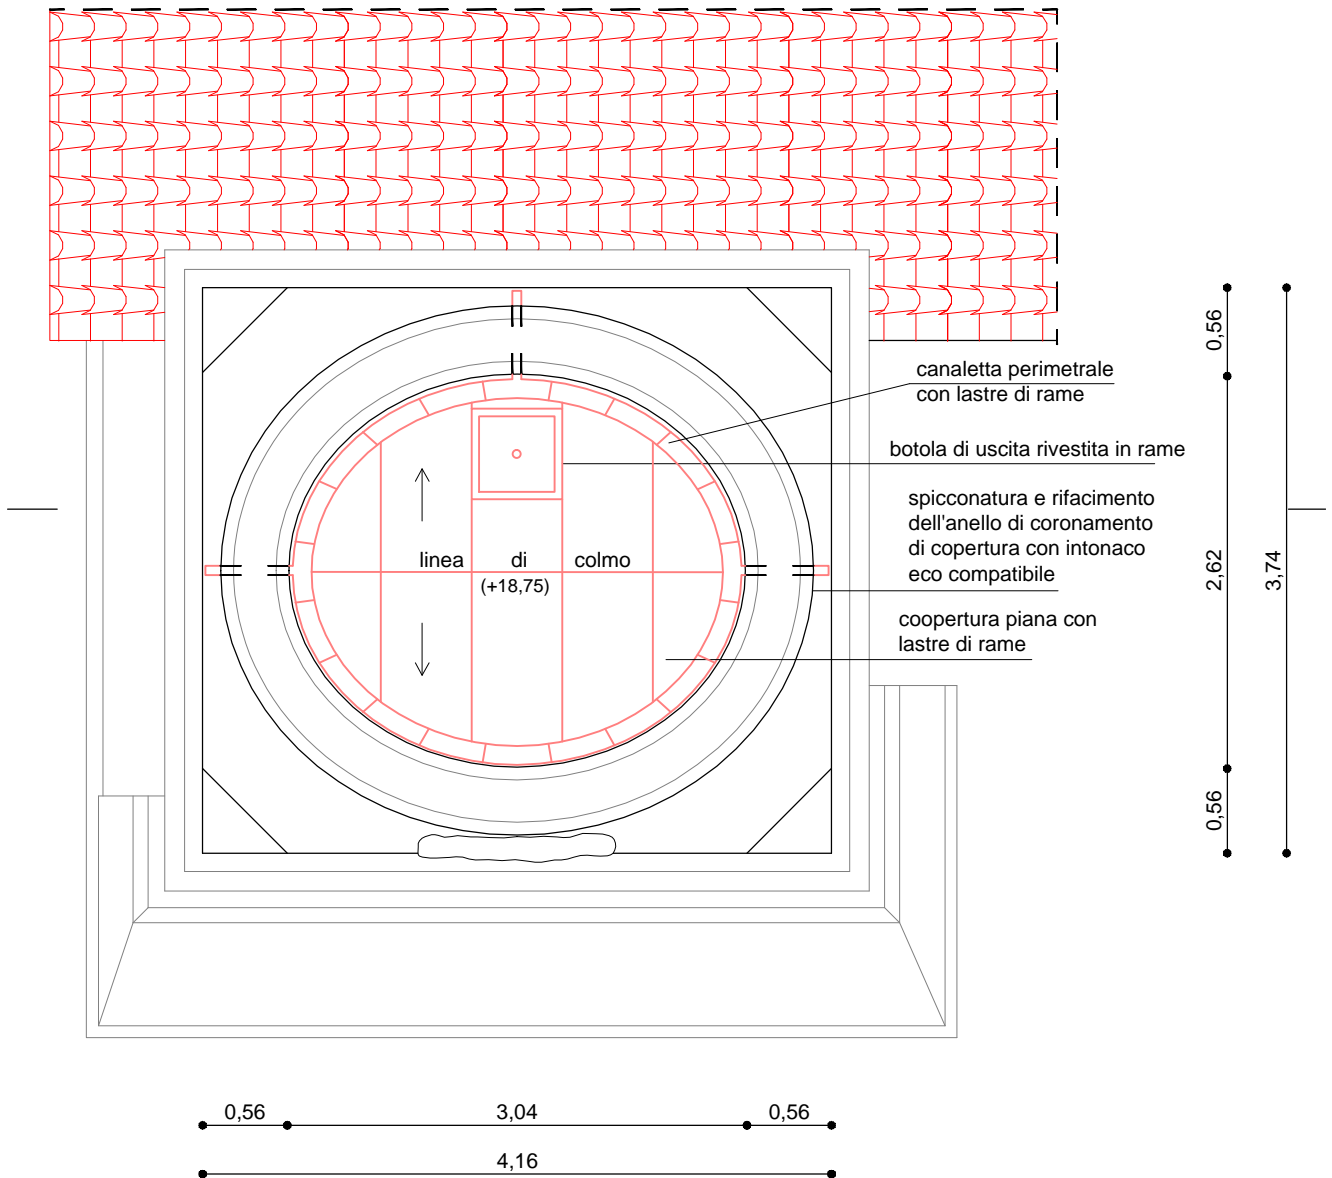 canaletta perimetrale
con lastre di rame
botola di uscita rivestita in rame
spicconatura e rifacimento
dell'anello di coronamento
di copertura con intonaco
eco compatibile
coopertura piana con
lastre di rame
linea di colmo
(+18,75)
0,56
2,62
3,74
0,56
0,56
3,04
0,56
4,16